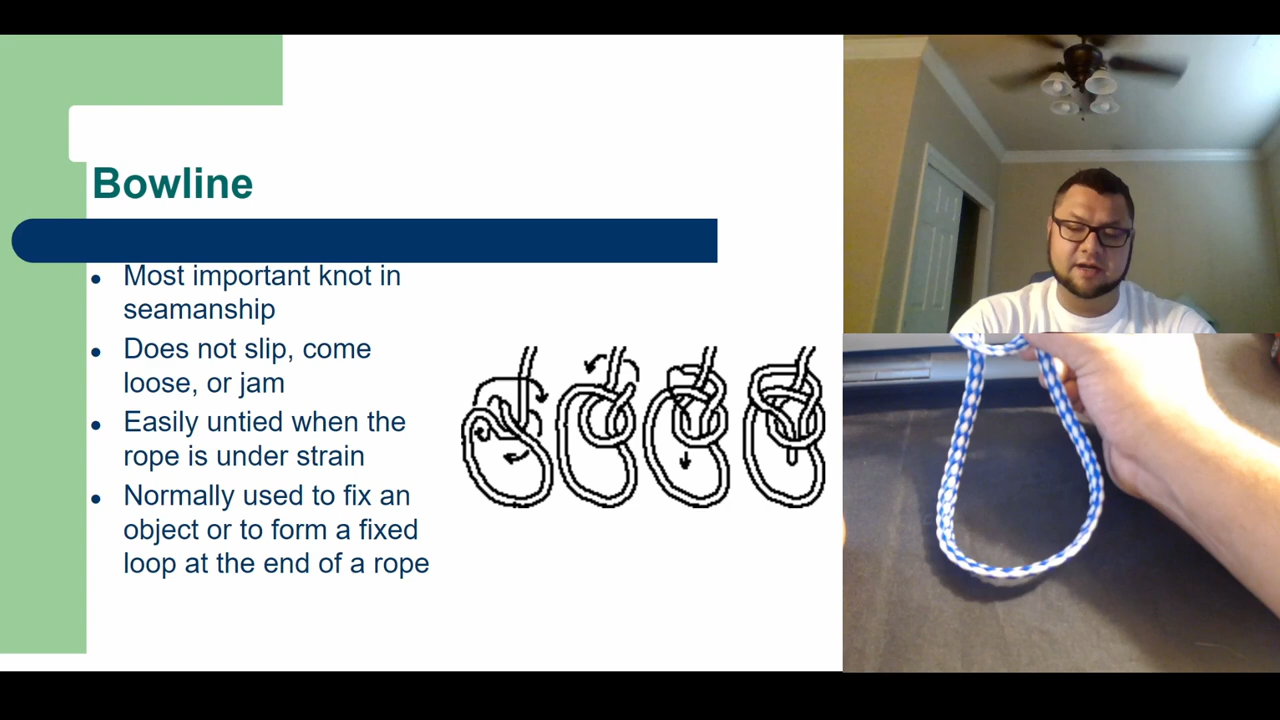 Bowline
Most important knot in
seamanship
Does not slip, come
loose, or jam
Easily untied when the
rope is under strain
Normally used to fix an
object or to form a fixed
loop at the end of a rope